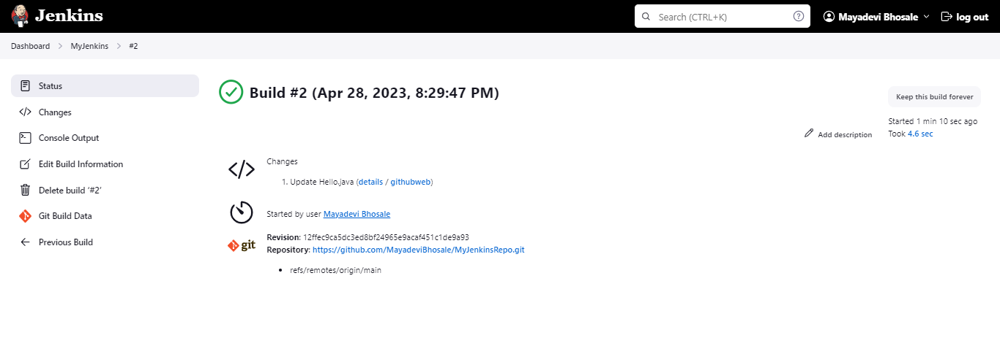 Jenkins
Search (CTRL+K)
Mayadevi Bhosale
log out
Dashboard
MyJenkins
#2
Status
Changes
Console Output
Edit Build Information
Delete build ‘#2’
Git Build Data
Previous Build
Build #2 (Apr 28, 2023, 8:29:47 PM)
Keep this build forever
Started 1 min 10 sec ago
Took 4.6 sec
Add description
Changes
1. Update Hello.java (details / githubweb)
Started by user Mayadevi Bhosale
git
Revision: 12ffec9ca5dc3ed8bf24965e9acaf451c1de9a93
Repository: https://github.com/MayadeviBhosale/MyJenkinsRepo.git
• refs/remotes/origin/main